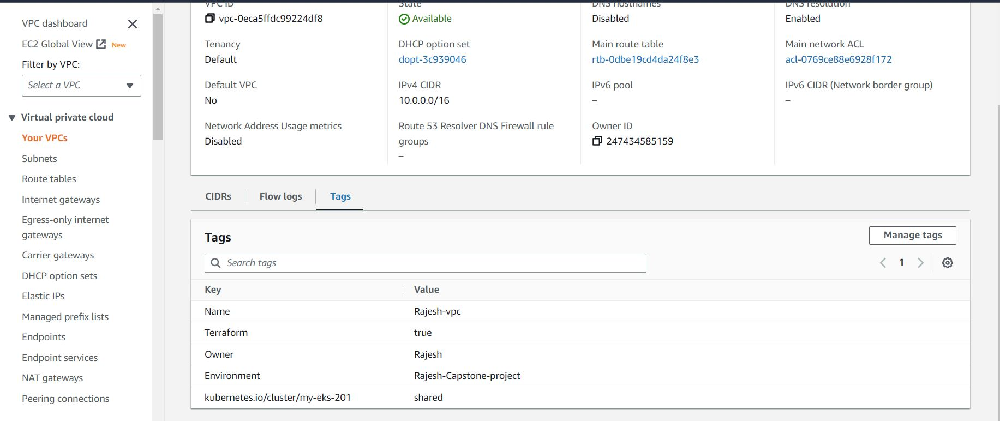 VPC ID
State
DNS hostnames
DNS resolution
VPC dashboard
EC2 Global View New
Filter by VPC:
Select a VPC
Virtual private cloud
Your VPCs
Subnets
Route tables
Internet gateways
Egress-only internet
gateways
Carrier gateways
DHCP option sets
Elastic IPs
Managed prefix lists
Endpoints
Endpoint services
NAT gateways
Peering connections
vpc-0eca5ffdc99224df8
Available
Disabled
Enabled
Tenancy
Default
DHCP option set
dopt-3c939046
Main route table
rtb-0dbe19cd4da24f8e3
Main network ACL
acl-0769ce88e6928f172
Default VPC
No
IPv4 CIDR
10.0.0.0/16
IPv6 pool
–
IPv6 CIDR (Network border group)
–
Network Address Usage metrics
Disabled
Route 53 Resolver DNS Firewall rule
groups
–
Owner ID
247434585159
CIDRs
Flow logs
Tags
Tags
Manage tags
Search tags
1
Key Value
Name Rajesh-vpc
Terraform true
Owner Rajesh
Environment Rajesh-Capstone-project
kubernetes.io/cluster/my-eks-201 shared